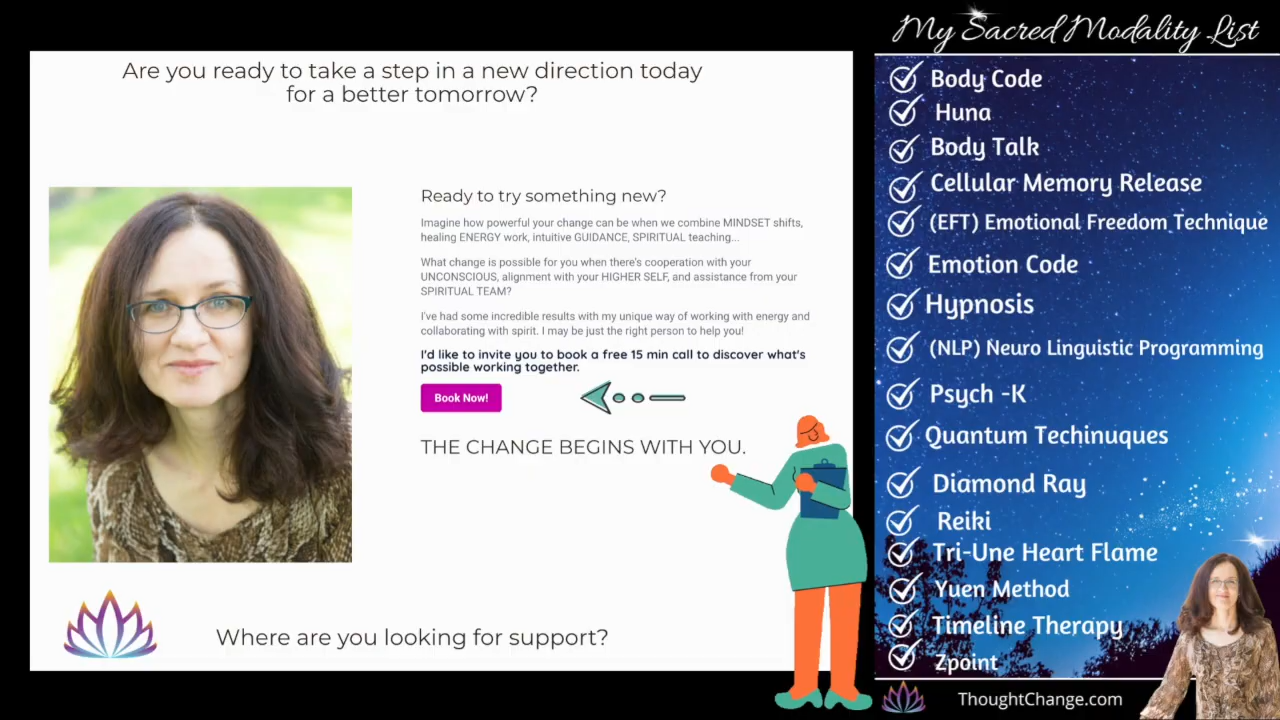 Are you ready to take a step in a new direction today
for a better tomorrow?
Ready to try something new?
Imagine how powerful your change can be when we combine MINDSET shifts,
healing ENERGY work, intuitive GUIDANCE, SPIRITUAL teaching...
What change is possible for you when there's cooperation with your
UNCONSCIOUS, alignment with your HIGHER SELF, and assistance from your
SPIRITUAL TEAM?
I've had some incredible results with my unique way of working with energy and
collaborating with spirit. I may be just the right person to help you!
I'd like to invite you to book a free 15 min call to discover what's
possible working together.
Book Now!
THE CHANGE BEGINS WITH YOU.
Where are you looking for support?
My Sacred Modality List
Body Code
Huna
Body Talk
Cellular Memory Release
(EFT) Emotional Freedom Technique
Emotion Code
Hypnosis
(NLP) Neuro Linguistic Programming
Psych -K
Quantum Techinuques
Diamond Ray
Reiki
Tri-Une Heart Flame
Yuen Method
Timeline Therapy
Zpoint
ThoughtChange.com